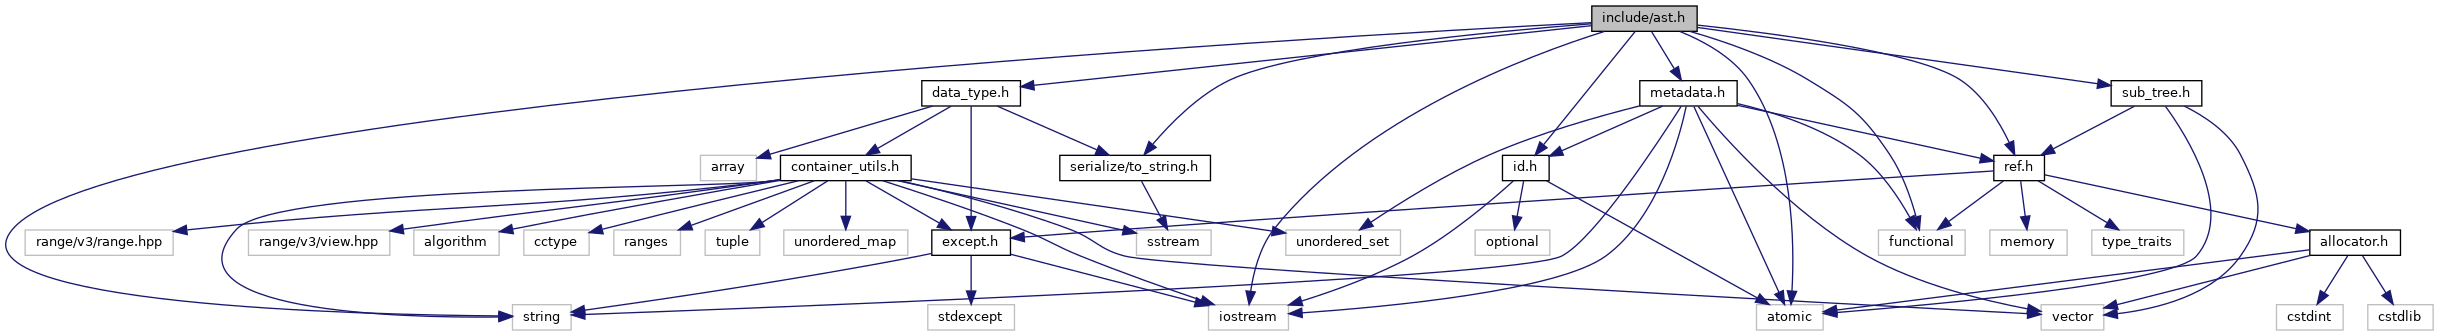 include/ast.h
data_type.h
metadata.h
sub_tree.h
array
container_utils.h
serialize/to_string.h
id.h
ref.h
range/v3/range.hpp
range/v3/view.hpp
algorithm
cctype
ranges
tuple
unordered_map
except.h
sstream
unordered_set
optional
functional
memory
type_traits
allocator.h
string
stdexcept
iostream
atomic
vector
cstdint
cstdlib